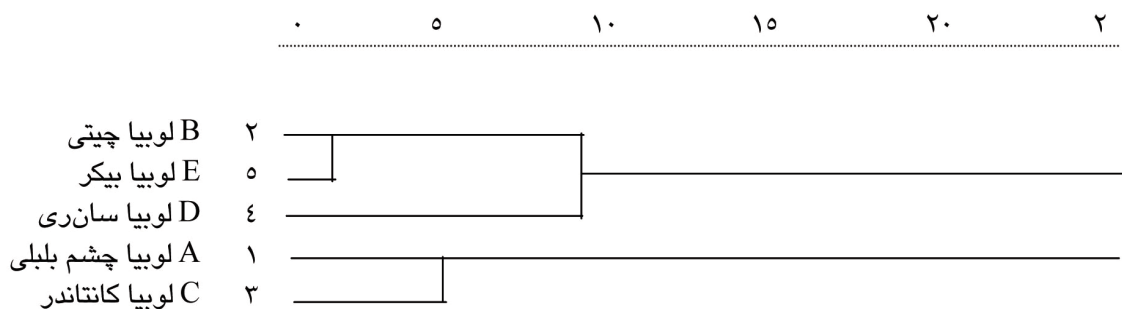 ۰ ۵ ۱۰ ۱۵ ۲۰ ۲
B لوبیا چیتی ۲
E لوبیا بیکر ۵
D لوبیا سان‌ری ٤
A لوبیا چشم بلبلی ۱
C لوبیا کانتاندر ۳